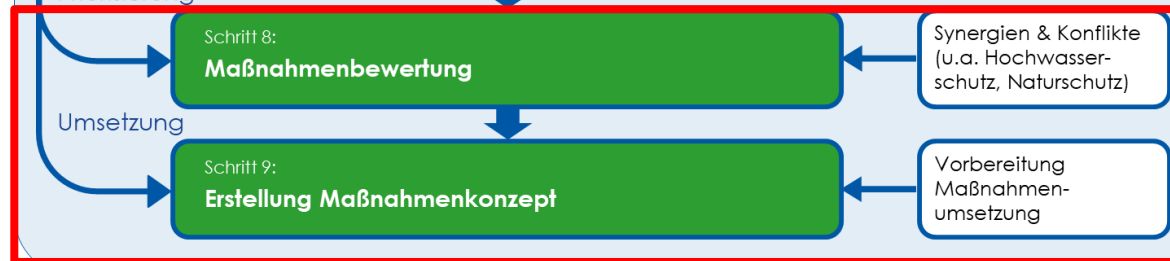 Schritt 8:
Maßnahmenbewertung
Synergien & Konflikte
(u.a. Hochwasser-
schutz, Naturschutz)
Umsetzung
Schritt 9:
Erstellung Maßnahmenkonzept
Vorbereitung
Maßnahmen-
umsetzung